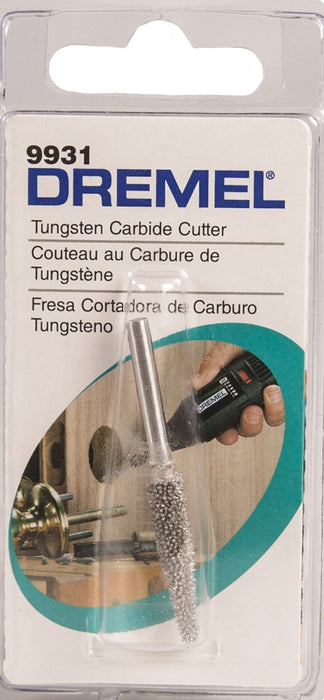 9931
DREMEL®
Tungsten Carbide Cutter
Couteau au Carbure de
Tungstène
Fresa Cortadora de Carburo
Tungsteno
DREMEL